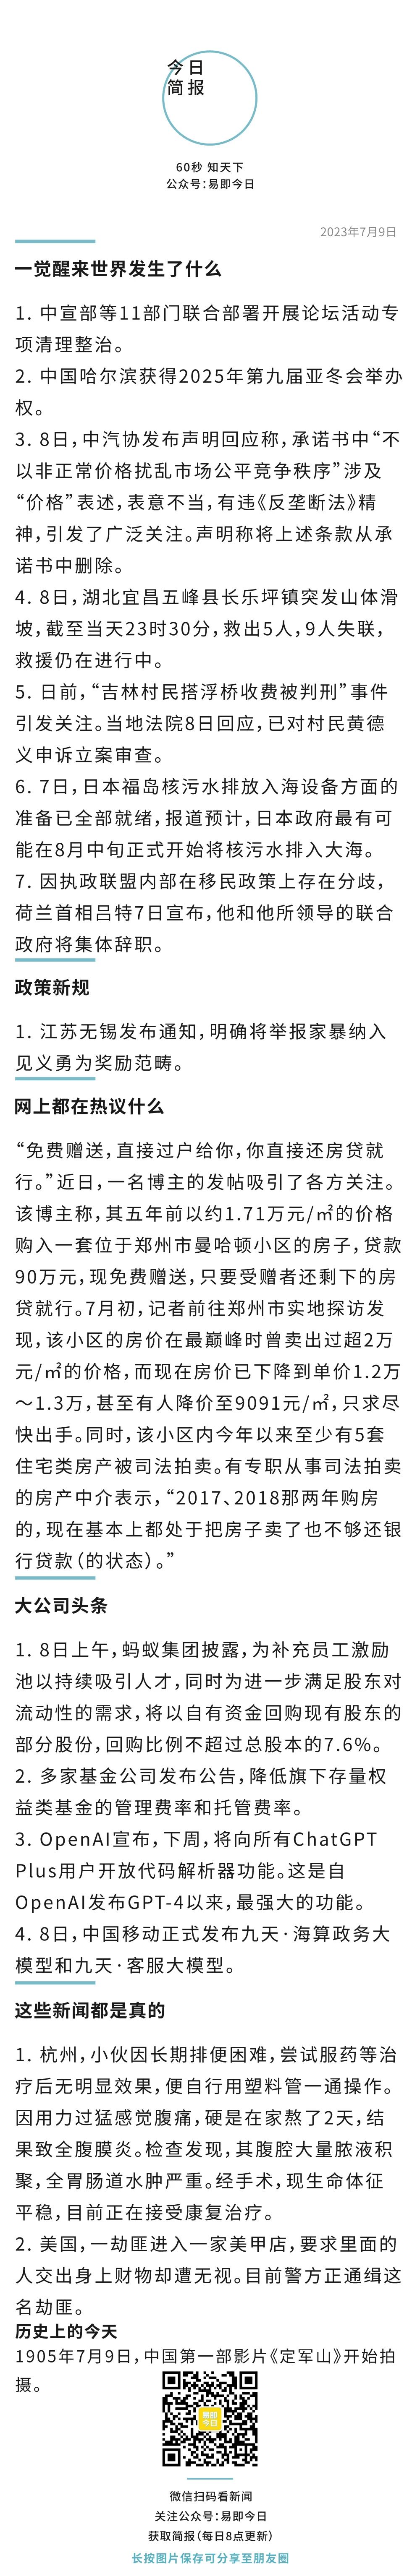 今日
简报
60秒 知天下
公众号：易即今日
2023年7月9日
一觉醒来世界发生了什么
1. 中宣部等11部门联合部署开展论坛活动专
项清理整治。
2. 中国哈尔滨获得2025年第九届亚冬会举办
权。
3. 8日，中汽协发布声明回应称，承诺书中“不
以非正常价格扰乱市场公平竞争秩序”涉及
“价格”表述，表意不当，有违《反垄断法》精
神，引发了广泛关注。声明称将上述条款从承
诺书中删除。
4. 8日，湖北宜昌五峰县长乐坪镇突发山体滑
坡，截至当天23时30分，救出5人，9人失联，
救援仍在进行中。
5. 日前，“吉林村民搭浮桥收费被判刑”事件
引发关注。当地法院8日回应，已对村民黄德
义申诉立案审查。
6. 7日，日本福岛核污水排放入海设备方面的
准备已全部就绪，报道预计，日本政府最有可
能在8月中旬正式开始将核污水排入大海。
7. 因执政联盟内部在移民政策上存在分歧，
荷兰首相吕特7日宣布，他和他所领导的联合
政府将集体辞职。
政策新规
1. 江苏无锡发布通知，明确将举报家暴纳入
见义勇为奖励范畴。
网上都在热议什么
“免费赠送，直接过户给你，你直接还房贷就
行。”近日，一名博主的发帖吸引了各方关注。
该博主称，其五年前以约1.71万元/㎡的价格
购入一套位于郑州市曼哈顿小区的房子，贷款
90万元，现免费赠送，只要受赠者还剩下的房
贷就行。7月初，记者前往郑州市实地探访发
现，该小区的房价在最巅峰时曾卖出过超2万
元/㎡的价格，而现在房价已下降到单价1.2万
～1.3万，甚至有人降价至9091元/㎡，只求尽
快出手。同时，该小区内今年以来至少有5套
住宅类房产被司法拍卖。有专职从事司法拍卖
的房产中介表示，“2017、2018那两年购房
的，现在基本上都处于把房子卖了也不够还银
行贷款（的状态）。”
大公司头条
1. 8日上午，蚂蚁集团披露，为补充员工激励
池以持续吸引人才，同时为进一步满足股东对
流动性的需求，将以自有资金回购现有股东的
部分股份，回购比例不超过总股本的7.6%。
2. 多家基金公司发布公告，降低旗下存量权
益类基金的管理费率和托管费率。
3. OpenAI宣布，下周，将向所有ChatGPT
Plus用户开放代码解析器功能。这是自
OpenAI发布GPT-4以来，最强大的功能。
4. 8日，中国移动正式发布九天·海算政务大
模型和九天·客服大模型。
这些新闻都是真的
1. 杭州，小伙因长期排便困难，尝试服药等治
疗后无明显效果，便自行用塑料管一通操作。
因用力过猛感觉腹痛，硬是在家熬了2天，结
果致全腹膜炎。检查发现，其腹腔大量脓液积
聚，全胃肠道水肿严重。经手术，现生命体征
平稳，目前正在接受康复治疗。
2. 美国，一劫匪进入一家美甲店，要求里面的
人交出身上财物却遭无视。目前警方正通缉这
名劫匪。
历史上的今天
1905年7月9日，中国第一部影片《定军山》开始拍
摄。
易即
今日
微信扫码看新闻
关注公众号：易即今日
获取简报（每日8点更新）
长按图片保存可分享至朋友圈